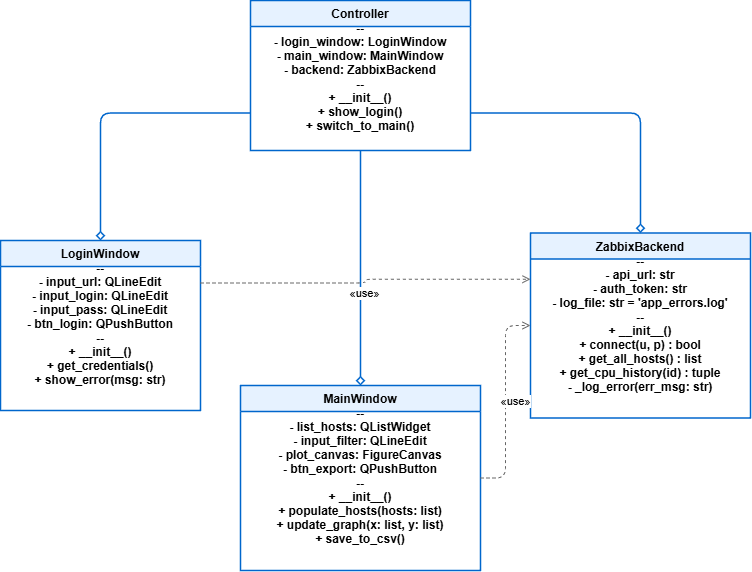 Controller
--
- login_window: LoginWindow
- main_window: MainWindow
- backend: ZabbixBackend
--
+ __init__()
+ show_login()
+ switch_to_main()
LoginWindow
--
- input_url: QLineEdit
- input_login: QLineEdit
- input_pass: QLineEdit
- btn_login: QPushButton
--
+ __init__()
+ get_credentials()
+ show_error(msg: str)
«use»
ZabbixBackend
--
- api_url: str
- auth_token: str
- log_file: str = 'app_errors.log'
--
+ __init__()
+ connect(u, p) : bool
+ get_all_hosts() : list
+ get_cpu_history(id) : tuple
- _log_error(err_msg: str)
«use»
MainWindow
--
- list_hosts: QListWidget
- input_filter: QLineEdit
- plot_canvas: FigureCanvas
- btn_export: QPushButton
--
+ __init__()
+ populate_hosts(hosts: list)
+ update_graph(x: list, y: list)
+ save_to_csv()